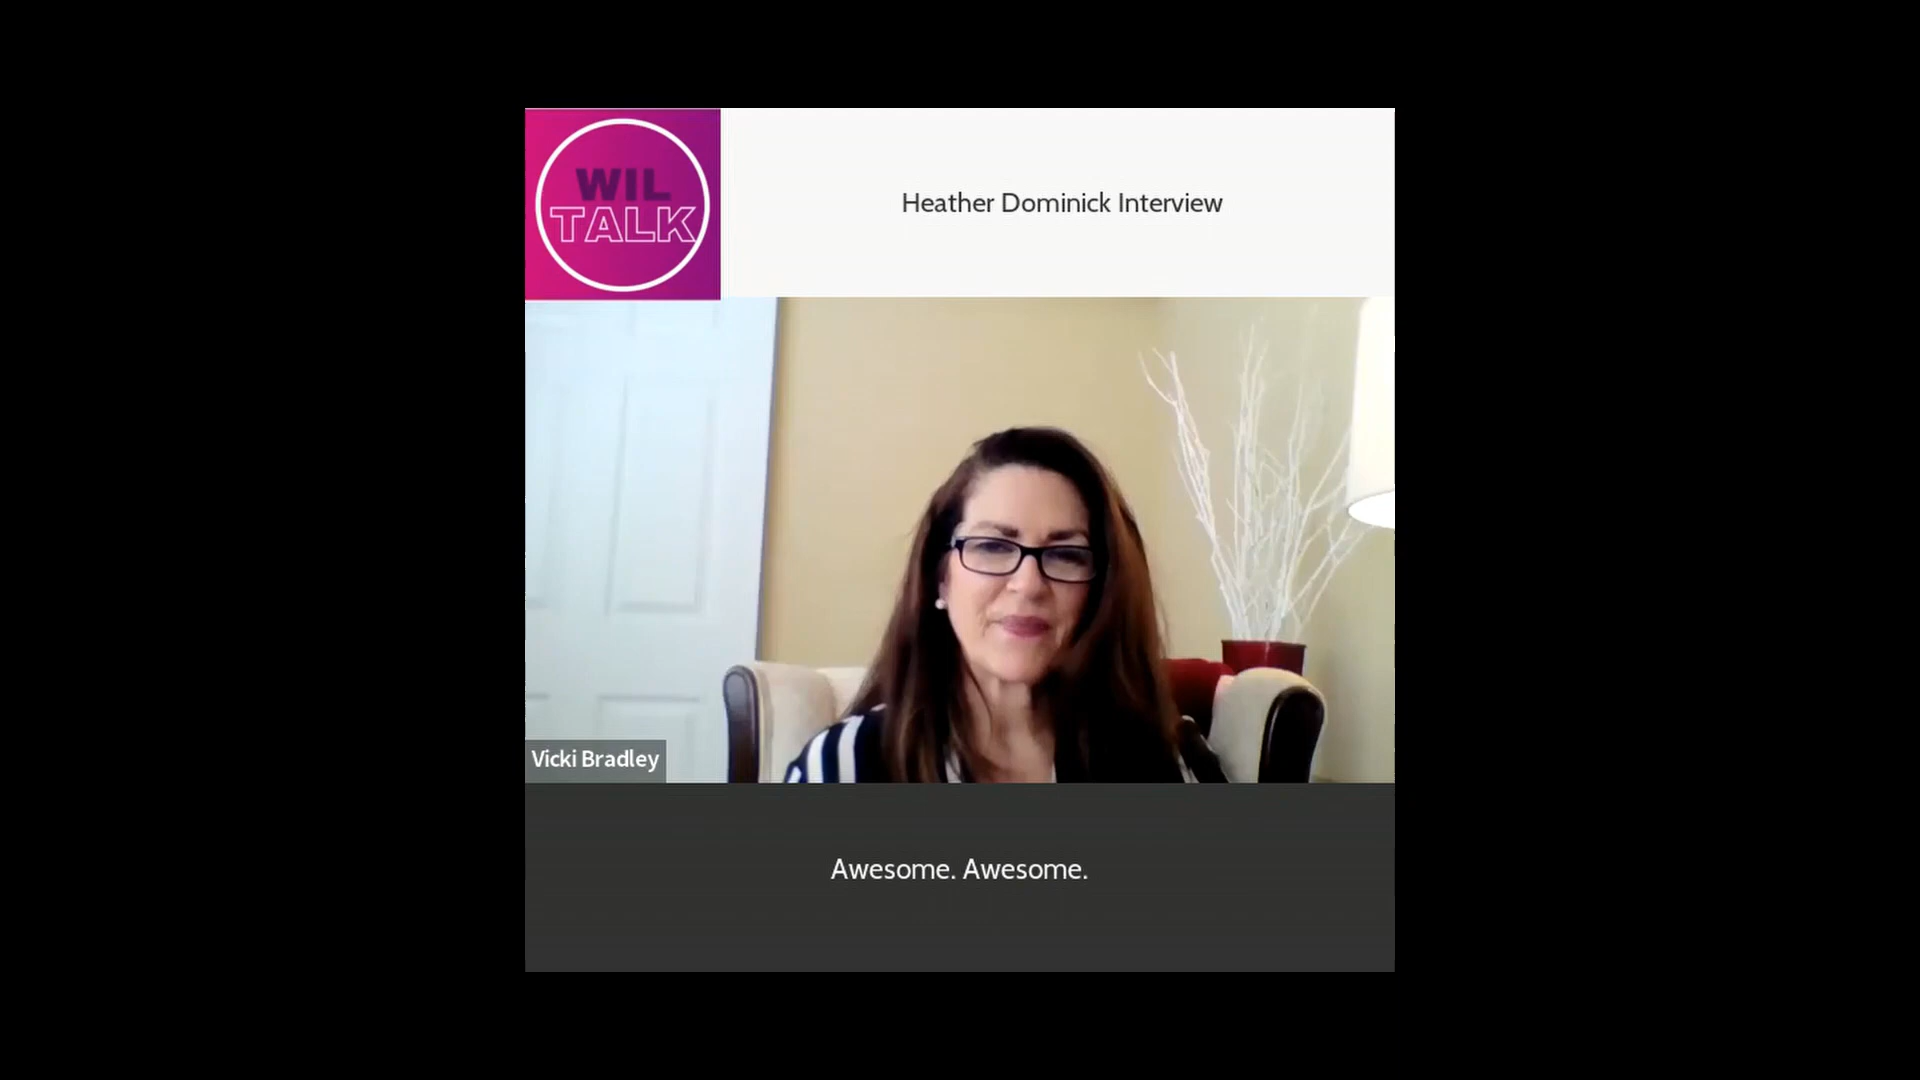 WIL
TALK
Heather Dominick Interview
Vicki Bradley
Awesome. Awesome.